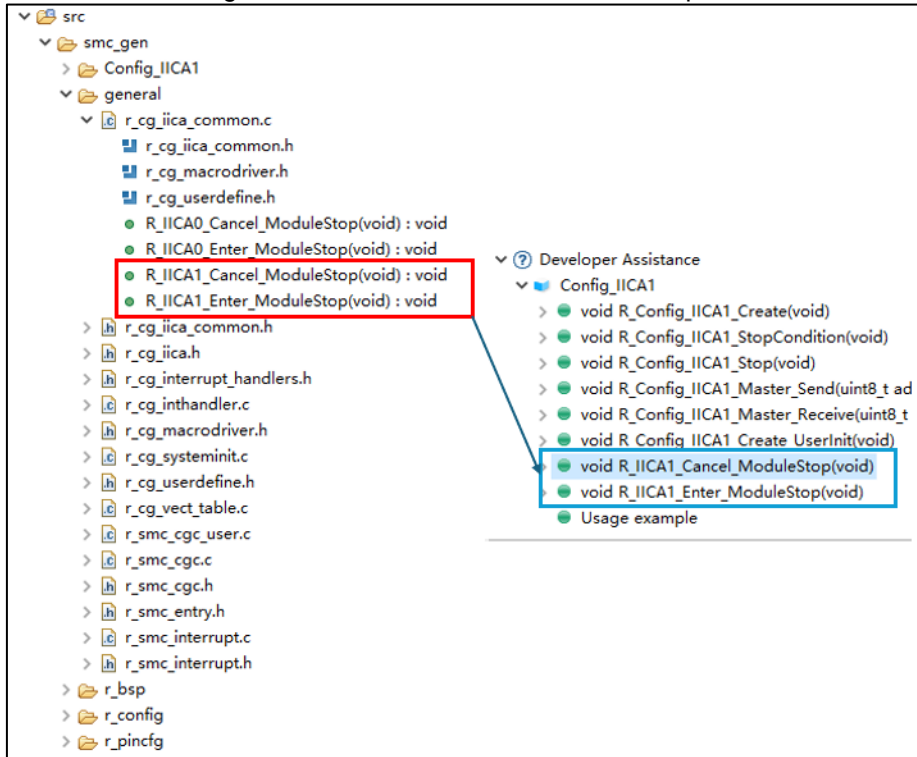 src
smc_gen
Config_IICA1
general
r_cg_iica_common.c
r_cg_iica_common.h
r_cg_macrodriver.h
r_cg_userdefine.h
R_IICA0_Cancel_ModuleStop(void) : void
R_IICA0_Enter_ModuleStop(void) : void
R_IICA1_Cancel_ModuleStop(void) : void
R_IICA1_Enter_ModuleStop(void) : void
r_cg_iica_common.h
r_cg_iica.h
r_cg_interrupt_handlers.h
r_cg_inthandler.c
r_cg_macrodriver.h
r_cg_systeminit.c
r_cg_userdefine.h
r_cg_vect_table.c
r_smc_cgc_user.c
r_smc_cgc.c
r_smc_cgc.h
r_smc_entry.h
r_smc_interrupt.c
r_smc_interrupt.h
r_bsp
r_config
r_pincfg
Developer Assistance
Config_IICA1
void R_Config_IICA1_Create(void)
void R_Config_IICA1_StopCondition(void)
void R_Config_IICA1_Stop(void)
void R_Config_IICA1_Master_Send(uint8_t ad
void R_Config_IICA1_Master_Receive(uint8_t
void R_Config_IICA1_Create_UserInit(void)
void R_IICA1_Cancel_ModuleStop(void)
void R_IICA1_Enter_ModuleStop(void)
Usage example